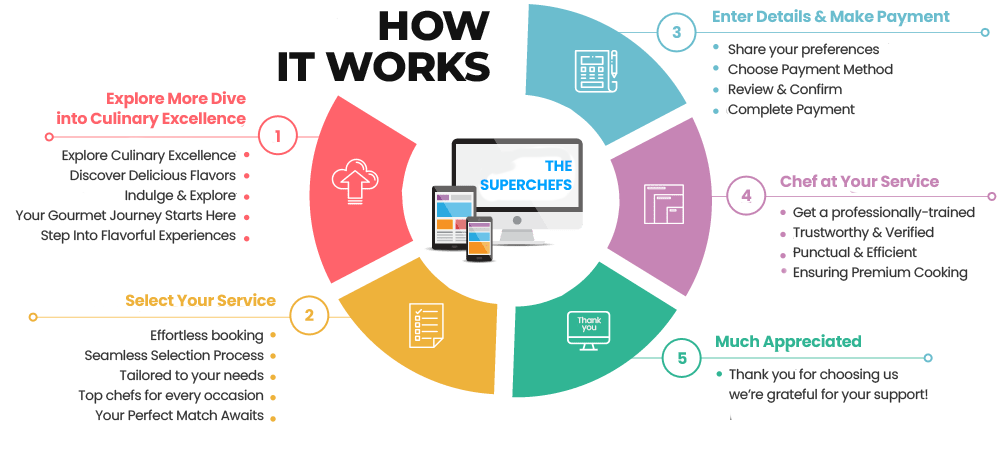 HOW
IT WORKS
1
Explore More Dive
into Culinary Excellence
Explore Culinary Excellence
Discover Delicious Flavors
Indulge & Explore
Your Gourmet Journey Starts Here
Step Into Flavorful Experiences
2
Select Your Service
Effortless booking
Seamless Selection Process
Tailored to your needs
Top chefs for every occasion
Your Perfect Match Awaits
3
Enter Details & Make Payment
Share your preferences
Choose Payment Method
Review & Confirm
Complete Payment
4
Chef at Your Service
Get a professionally-trained
Trustworthy & Verified
Punctual & Efficient
Ensuring Premium Cooking
5
Much Appreciated
Thank you for choosing us
we're grateful for your support!
THE
SUPERCHEFS
Thank
you